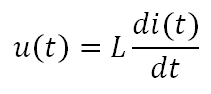 u(t) = L di(t)/dt